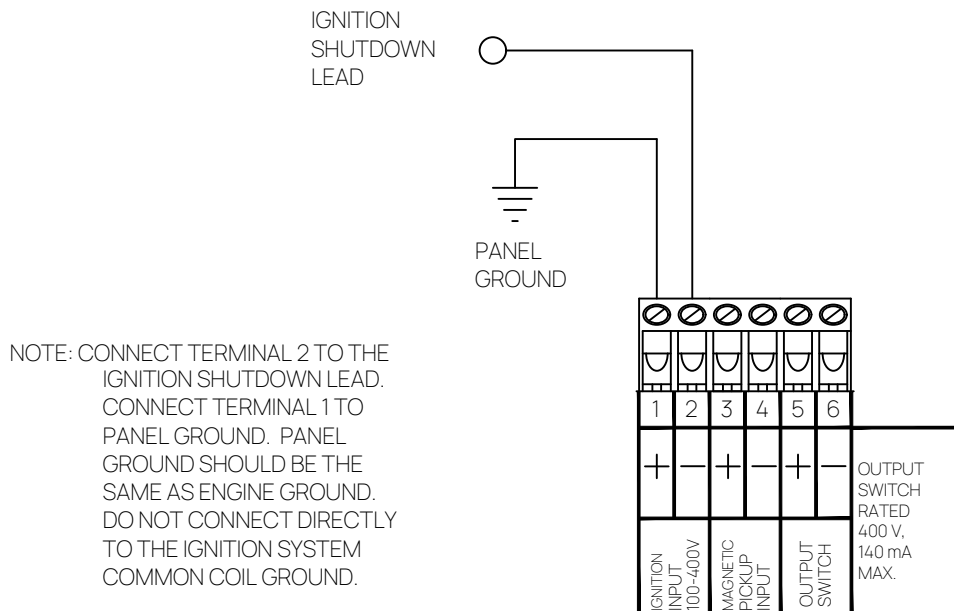 IGNITION
SHUTDOWN
LEAD
PANEL
GROUND
NOTE: CONNECT TERMINAL 2 TO THE
IGNITION SHUTDOWN LEAD.
CONNECT TERMINAL 1 TO
PANEL GROUND. PANEL
GROUND SHOULD BE THE
SAME AS ENGINE GROUND.
DO NOT CONNECT DIRECTLY
TO THE IGNITION SYSTEM
COMMON COIL GROUND.
1 2 3 4 5 6
+ − + − + −
IGNITION
INPUT
100-400V
MAGNETIC
PICKUP
INPUT
OUTPUT
SWITCH
OUTPUT
SWITCH
RATED
400 V,
140 mA
MAX.